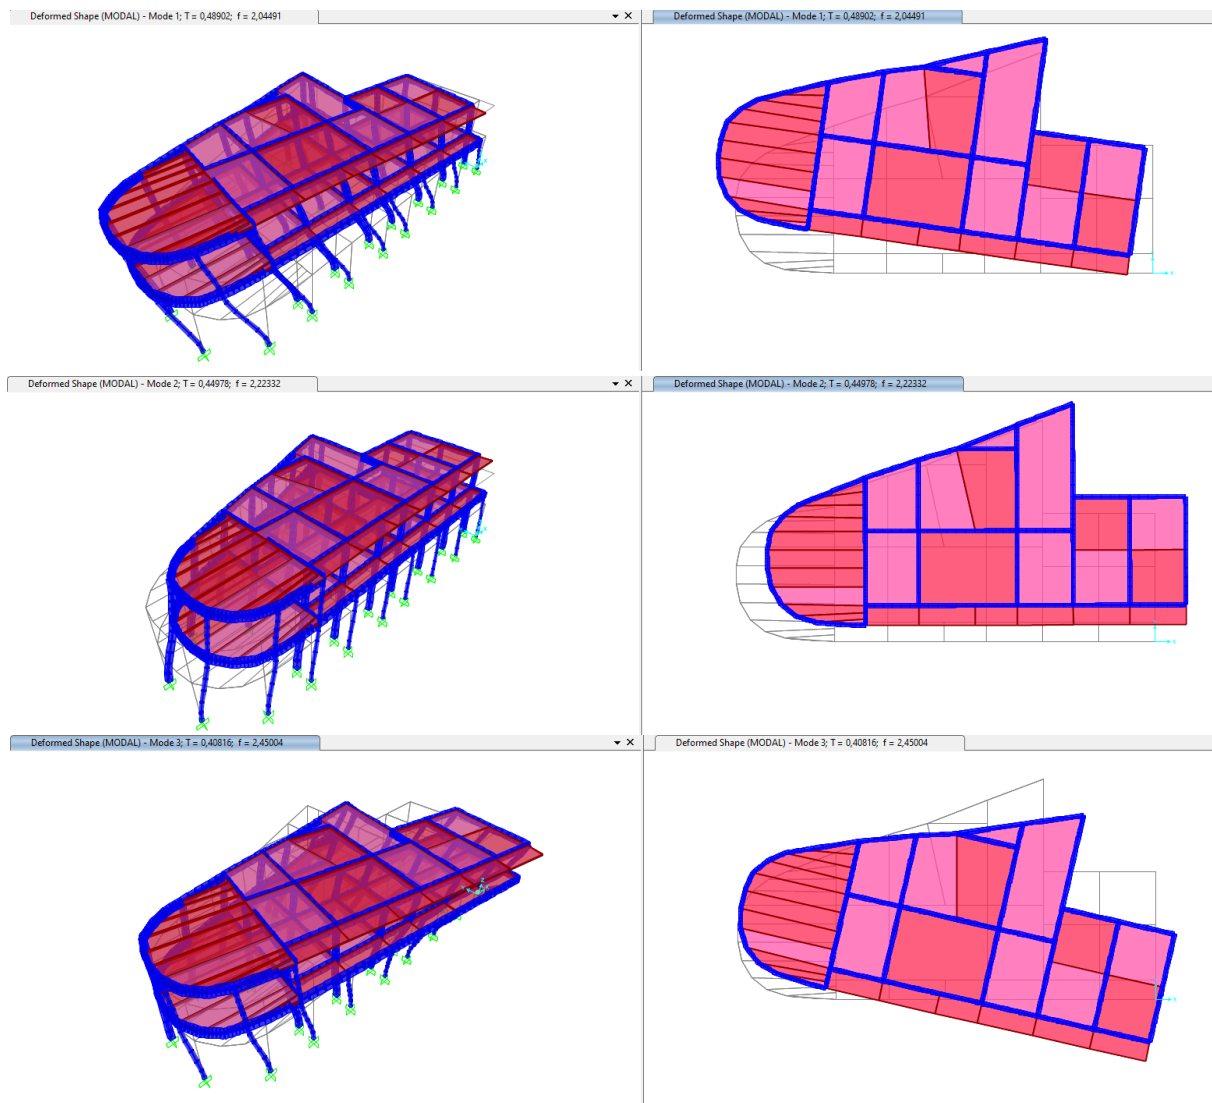 Deformed Shape (MODAL) - Mode 1; T = 0,48902; f = 2,04491
Deformed Shape (MODAL) - Mode 1; T = 0,48902; f = 2,04491
Deformed Shape (MODAL) - Mode 2; T = 0,44978; f = 2,22332
Deformed Shape (MODAL) - Mode 2; T = 0,44978; f = 2,22332
Deformed Shape (MODAL) - Mode 3; T = 0,40816; f = 2,45004
Deformed Shape (MODAL) - Mode 3; T = 0,40816; f = 2,45004